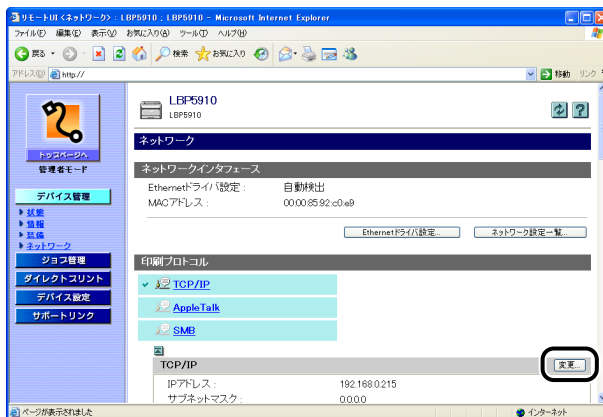 リモートUI <ネットワーク> : LBP5910 ; LBP5910 - Microsoft Internet Explorer
ファイル(F) 編集(E) 表示(V) お気に入り(A) ツール(T) ヘルプ(H)
戻る 検索 お気に入り
アドレス(D) http:// 移動 リンク
LBP5910
LBP5910
トップページへ
管理者モード
デバイス管理
状態
情報
装備
ネットワーク
ジョブ管理
ダイレクトプリント
デバイス設定
サポートリンク
ネットワーク
ネットワークインタフェース
Ethernetドライバ設定 : 自動検出
MACアドレス : 00:00:85:92:c0:e9
Ethernetドライバ設定... ネットワーク設定一覧...
印刷プロトコル
TCP/IP
AppleTalk
SMB
TCP/IP 変更...
IPアドレス : 192.168.0.215
サブネットマスク : 0.0.0.0
ページが表示されました インターネット